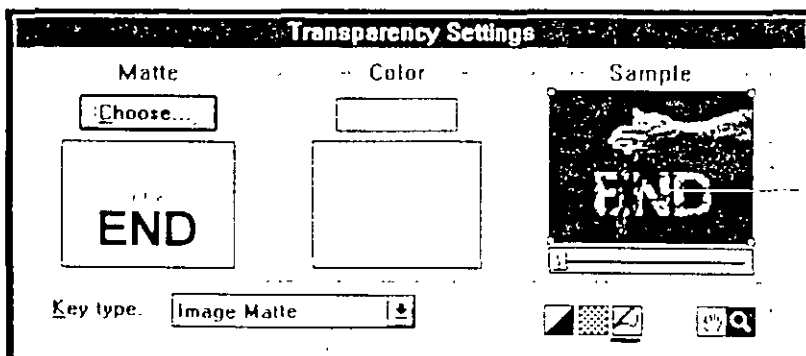 Transparency Settings
Matte
Color
Sample
Choose...
END
END
Key type:
Image Matte